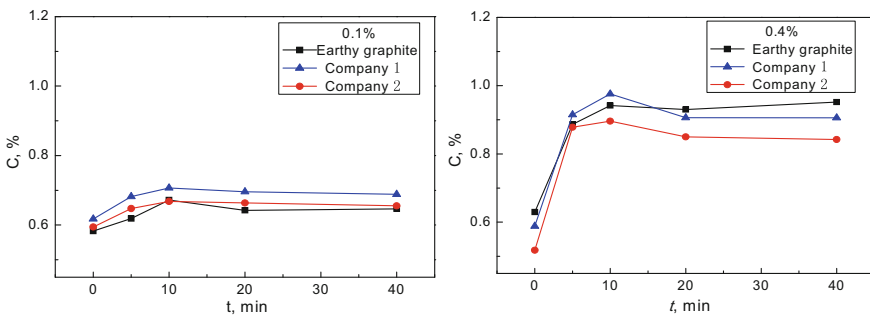 0.1%
Earthy graphite
Company 1
Company 2
1.2
1.0
0.8
0.6
C, %
0 10 20 30 40
t, min
0.4%
Earthy graphite
Company 1
Company 2
1.2
1.0
0.8
0.6
C, %
0 10 20 30 40
t, min